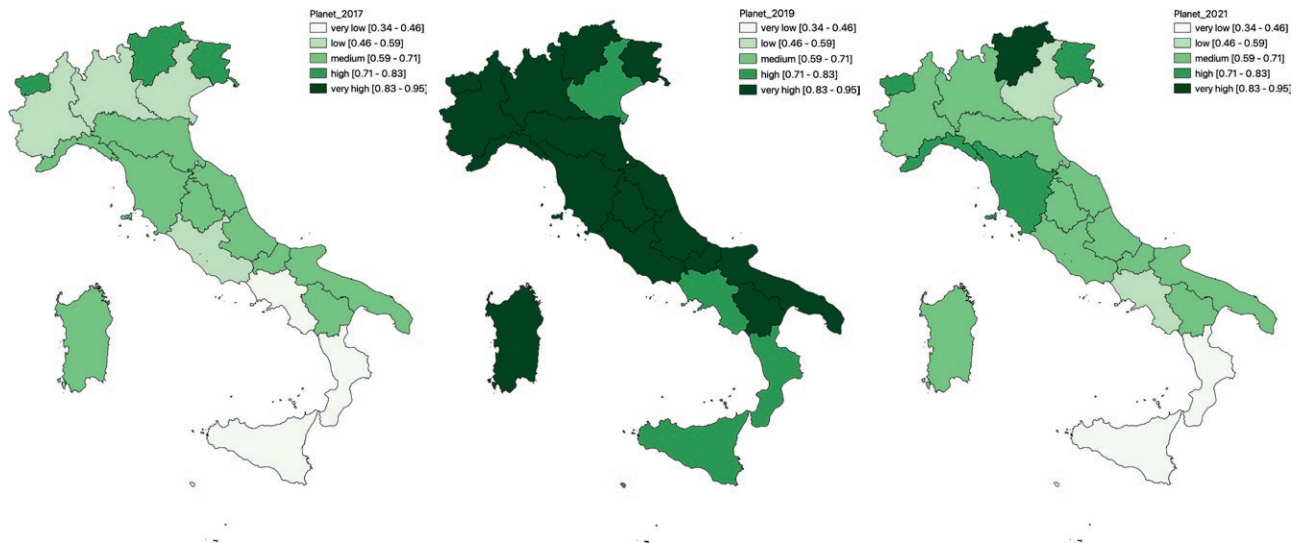 Planet_2017
very low [0.34 - 0.46]
low [0.46 - 0.59]
medium [0.59 - 0.71]
high [0.71 - 0.83]
very high [0.83 - 0.95]
Planet_2019
very low [0.34 - 0.46]
low [0.46 - 0.59]
medium [0.59 - 0.71]
high [0.71 - 0.83]
very high [0.83 - 0.95]
Planet_2021
very low [0.34 - 0.46]
low [0.46 - 0.59]
medium [0.59 - 0.71]
high [0.71 - 0.83]
very high [0.83 - 0.95]